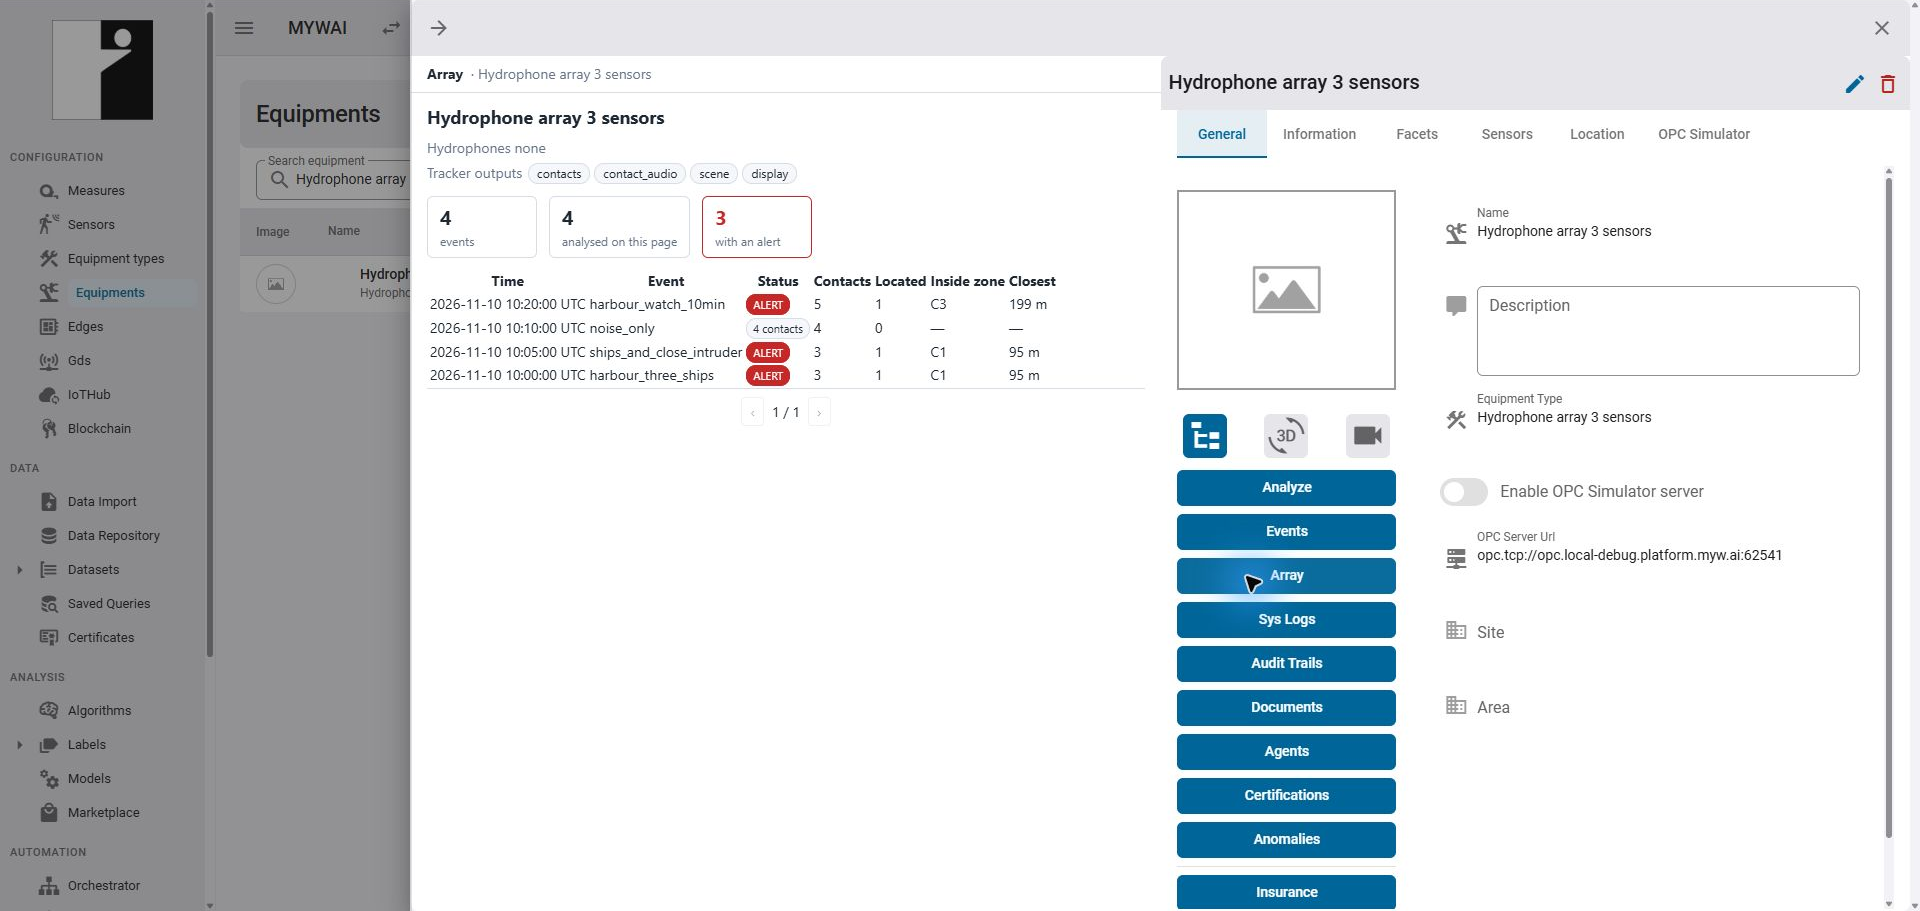 MYWAI
CONFIGURATION
Measures
Sensors
Equipment types
Equipments
Edges
Gds
IoTHub
Blockchain
DATA
Data Import
Data Repository
Datasets
Saved Queries
Certificates
ANALYSIS
Algorithms
Labels
Models
Marketplace
AUTOMATION
Orchestrator
Equipments
Search equipment
Hydrophone array
Image Name
Array · Hydrophone array 3 sensors
Hydrophone array 3 sensors
Hydrophones none
Tracker outputs contacts contact_audio scene display
4 events
4 analysed on this page
3 with an alert
Time Event Status Contacts Located Inside zone Closest
2026-11-10 10:20:00 UTC harbour_watch_10min ALERT 5 1 C3 199 m
2026-11-10 10:10:00 UTC noise_only 4 contacts 4 0 — —
2026-11-10 10:05:00 UTC ships_and_close_intruder ALERT 3 1 C1 95 m
2026-11-10 10:00:00 UTC harbour_three_ships ALERT 3 1 C1 95 m
‹ 1 / 1 ›
Hydrophone array 3 sensors
General Information Facets Sensors Location OPC Simulator
3D
Analyze
Events
Array
Sys Logs
Audit Trails
Documents
Agents
Certifications
Anomalies
Insurance
Name
Hydrophone array 3 sensors
Description
Equipment Type
Hydrophone array 3 sensors
Enable OPC Simulator server
OPC Server Url
opc.tcp://opc.local-debug.platform.myw.ai:62541
Site
Area